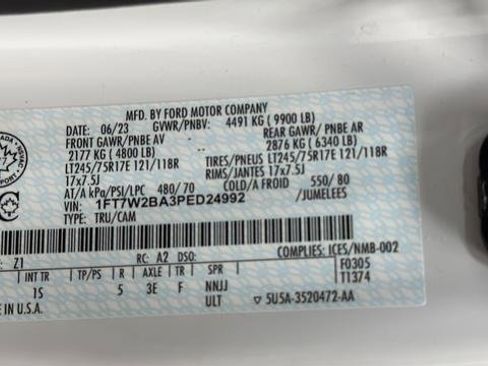 MFD. BY FORD MOTOR COMPANY
DATE: 06/23 GVWR/PNBV: 4491 KG ( 9900 LB)
FRONT GAWR/PNBE AV REAR GAWR/ PNBE AR
2177 KG ( 4800 LB) 2876 KG ( 6340 LB)
LT245/75R17E 121/118R TIRES/PNEUS LT245/75R17E 121/118R
17x7.5J RIMS/JANTES 17x7.5J
AT/A kPa/PSI/LPC 480/ 70 COLD/A FROID 550/ 80
VIN: 1FT7W2BA3PED24992 /JUMELEES
TYPE: TRU/CAM
COMPLIES: ICES/NMB-002
Z1 RC: A2 DSO: F0305
INT TR TP/PS R AXLE TR SPR T1374
1S 5 3E F NNJJ
ULT 5U5A-3520472-AA
IN U.S.A.